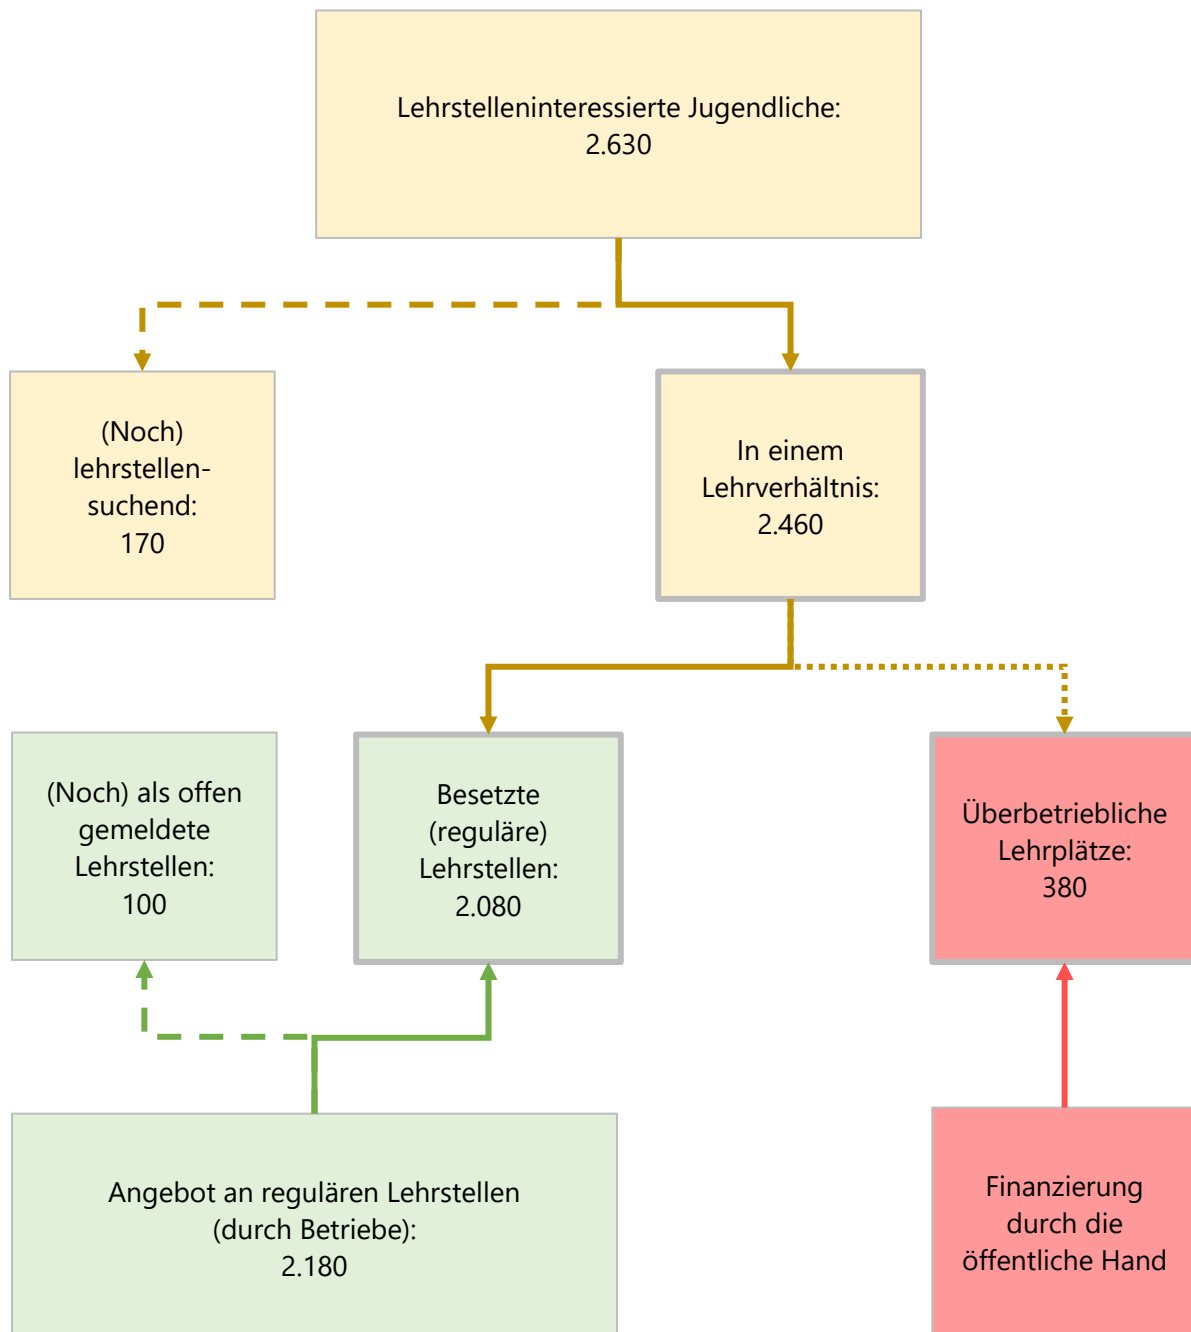 Lehrstelleninteressierte Jugendliche:
2.630
(Noch)
lehrstellen-
suchend:
170
In einem
Lehrverhältnis:
2.460
(Noch) als offen
gemeldete
Lehrstellen:
100
Besetzte
(reguläre)
Lehrstellen:
2.080
Überbetriebliche
Lehrplätze:
380
Angebot an regulären Lehrstellen
(durch Betriebe):
2.180
Finanzierung
durch die
öffentliche Hand